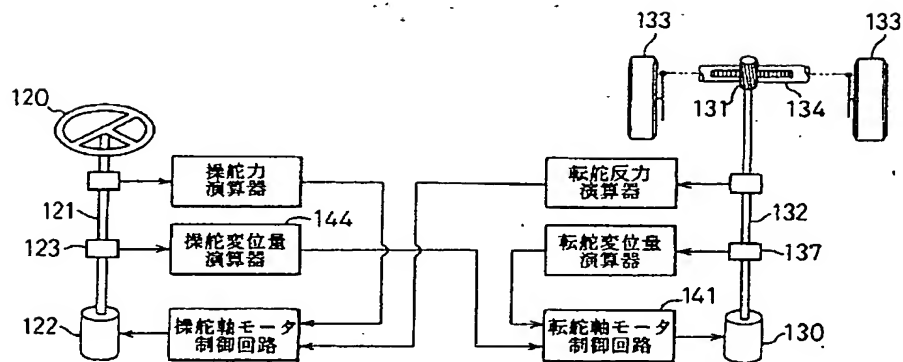 133
133
120
131
134
操舵力
演算器
転舵反力
演算器
121
144
132
123
操舵変位量
演算器
転舵変位量
演算器
137
141
122
操舵軸モータ
制御回路
転舵軸モータ
制御回路
130